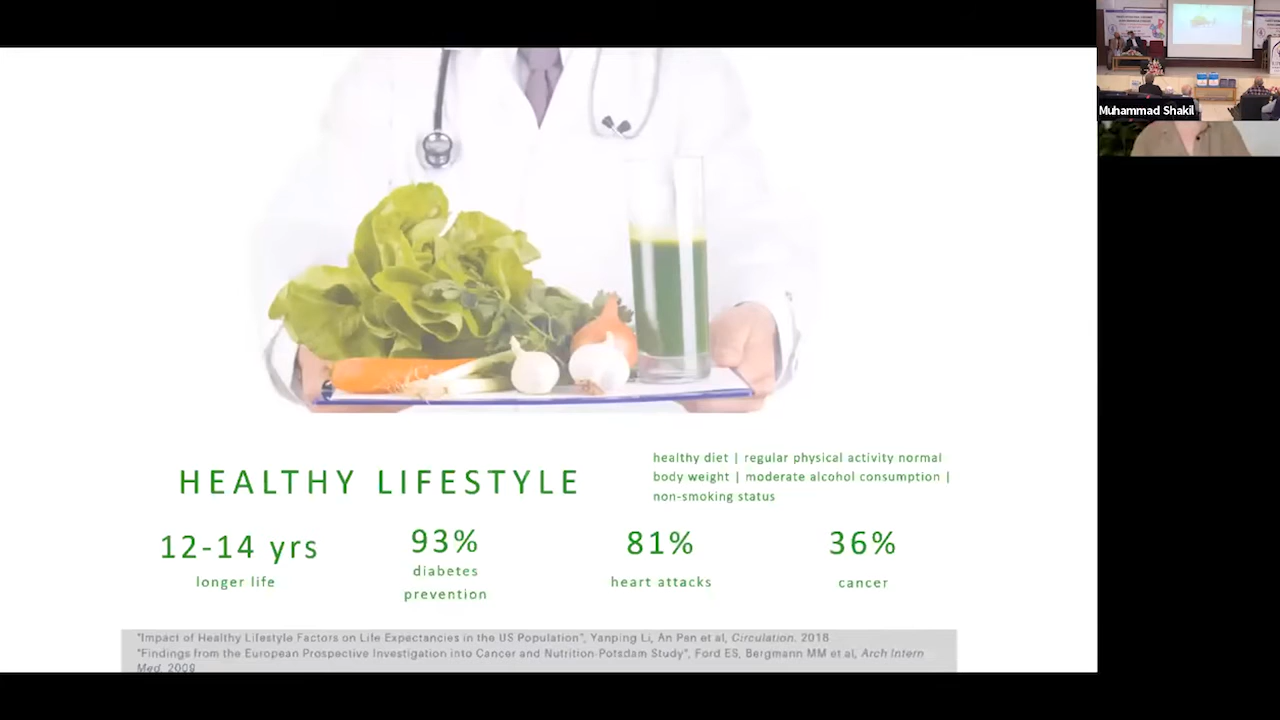 Muhammad Shakil
HEALTHY LIFESTYLE
healthy diet | regular physical activity normal
body weight | moderate alcohol consumption |
non-smoking status
12-14 yrs
longer life
93%
diabetes
prevention
81%
heart attacks
36%
cancer
"Impact of Healthy Lifestyle Factors on Life Expectancies in the US Population", Yanping Li, An Pan et al, Circulation. 2018
"Findings from the European Prospective Investigation into Cancer and Nutrition-Potsdam Study", Ford ES, Bergmann MM et al, Arch Intern
Med. 2009